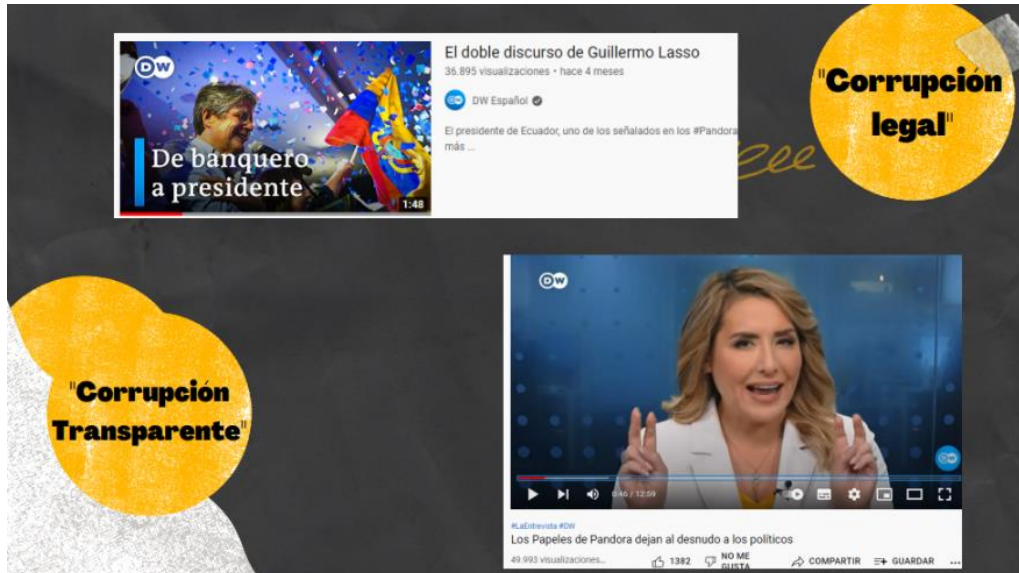 El doble discurso de Guillermo Lasso
36.895 visualizaciones • hace 4 meses
DW
DW Español
El presidente de Ecuador, uno de los señalados en los #Pandora
más ...
De banquero
a presidente
1:48
"Corrupción
legal"
"Corrupción
Transparente"
DW
DW
0:46 / 12:59
#LaEntrevista #DW
Los Papeles de Pandora dejan al desnudo a los políticos
49.993 visualizaciones...
1382
NO ME
GUSTA
COMPARTIR
GUARDAR
...